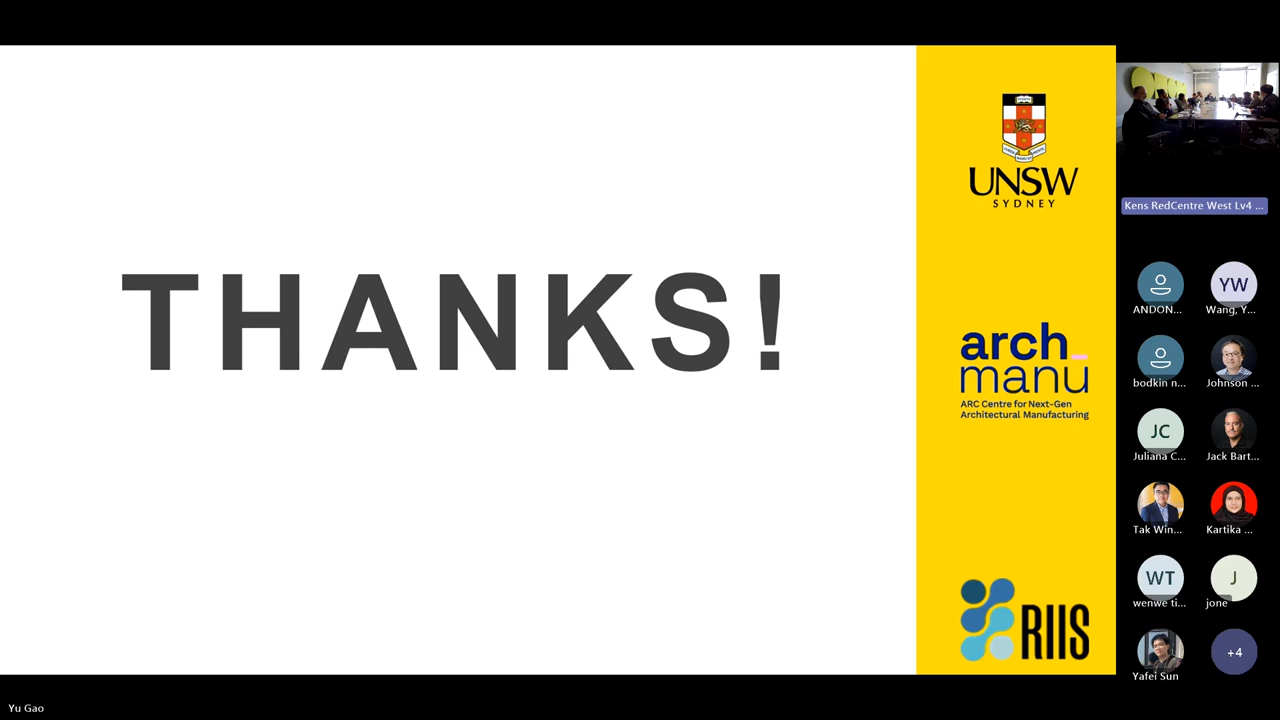 THANKS!
UNSW
SYDNEY
arch_
manu
ARC Centre for Next-Gen
Architectural Manufacturing
RIIS
Kens RedCentre West Lv4 ...
ANDON...
YW
Wang, Y...
bodkin n...
Johnson ...
JC
Juliana C...
Jack Bart...
Tak Win...
Kartika ...
WT
wenwe ti...
J
jone
Yafei Sun
+4
Yu Gao